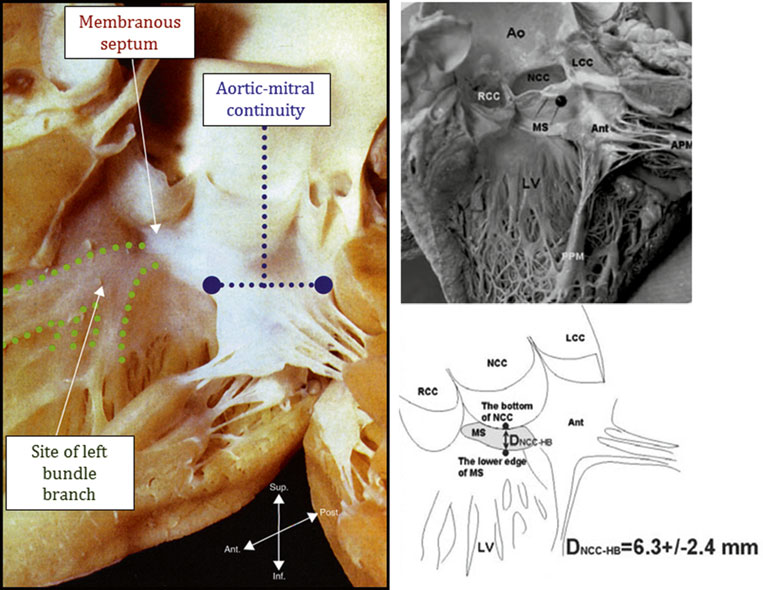 Membranous
septum
Aortic-mitral
continuity
Site of left
bundle
branch
Sup.
Post.
Ant.
Inf.
Ao
LCC
NCC
RCC
MS
Ant
APM
LV
PPM
LCC
NCC
RCC
The bottom
of NCC
Ant
MS
DNCC-HB
The lower edge
of MS
LV
DNCC-HB=6.3+/-2.4 mm